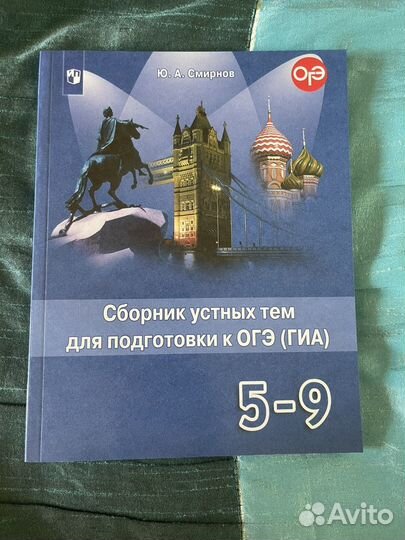 Ю. А. Смирнов
ОГЭ
Сборник устных тем
для подготовки к ОГЭ (ГИА)
5-9
Avito